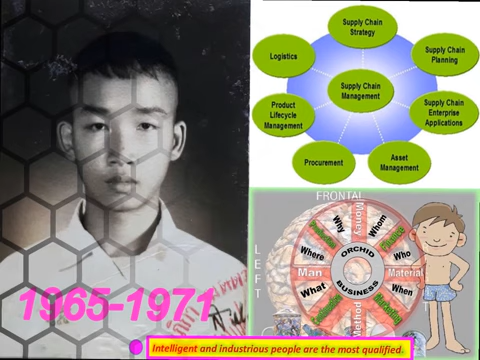 1965-1971
Supply Chain
Strategy
Logistics
Supply Chain
Planning
Supply Chain
Management
Product
Lifecycle
Management
Supply Chain
Enterprise
Applications
Procurement
Asset
Management
FRONTAL
LEFT
Money
Why
Whom
Where
Who
ORCHID
BUSINESS
Man
Material
What
When
Method
Intelligent and industrious people are the most qualified.